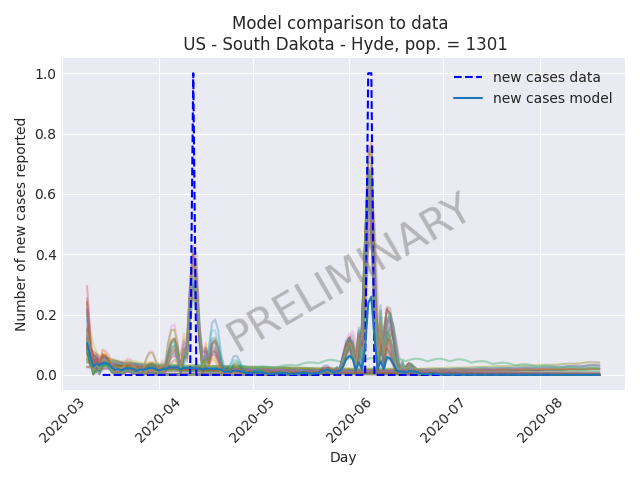 Model comparison to data
US - South Dakota - Hyde, pop. = 1301
1.0
0.8
0.6
0.4
0.2
0.0
Number of new cases reported
new cases data
new cases model
PRELIMINARY
2020-03
2020-04
2020-05
2020-06
2020-07
2020-08
Day